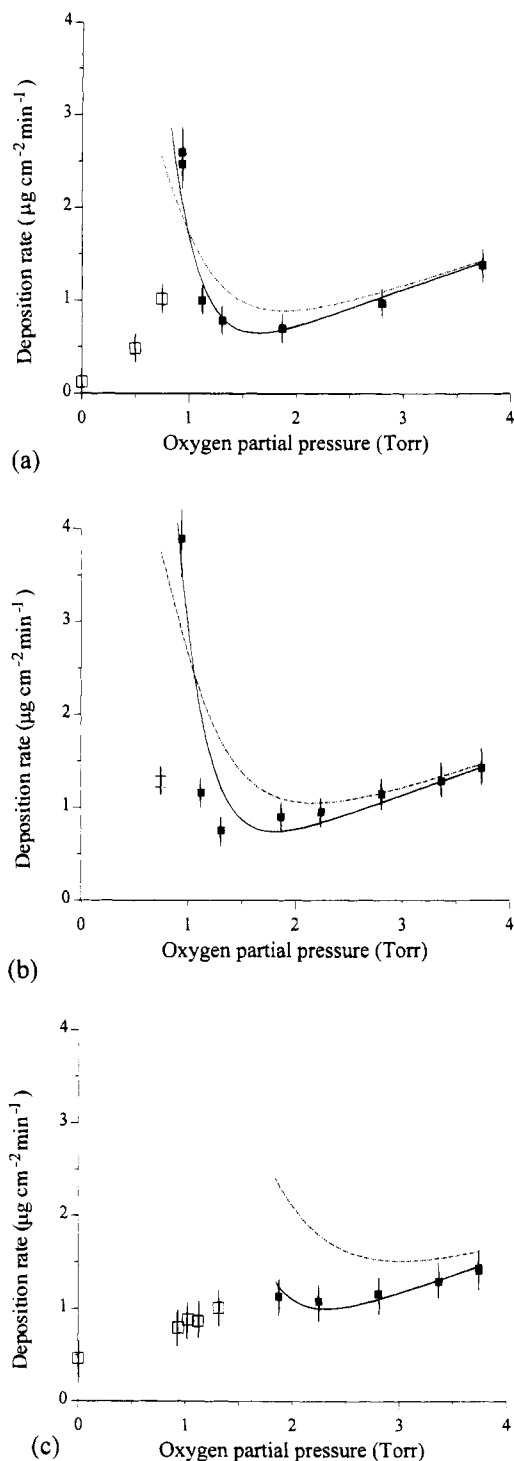 4
3
2
1
0
Deposition rate ( µg cm⁻² min⁻¹ )
0 1 2 3 4
Oxygen partial pressure (Torr)
(a)
4
3
2
1
0
Deposition rate (µg cm⁻² min⁻¹ )
0 1 2 3 4
Oxygen partial pressure (Torr)
(b)
4
3
2
1
0
Deposition rate ( µg cm⁻² min⁻¹ )
0 1 2 3 4
Oxygen partial pressure (Torr)
(c)